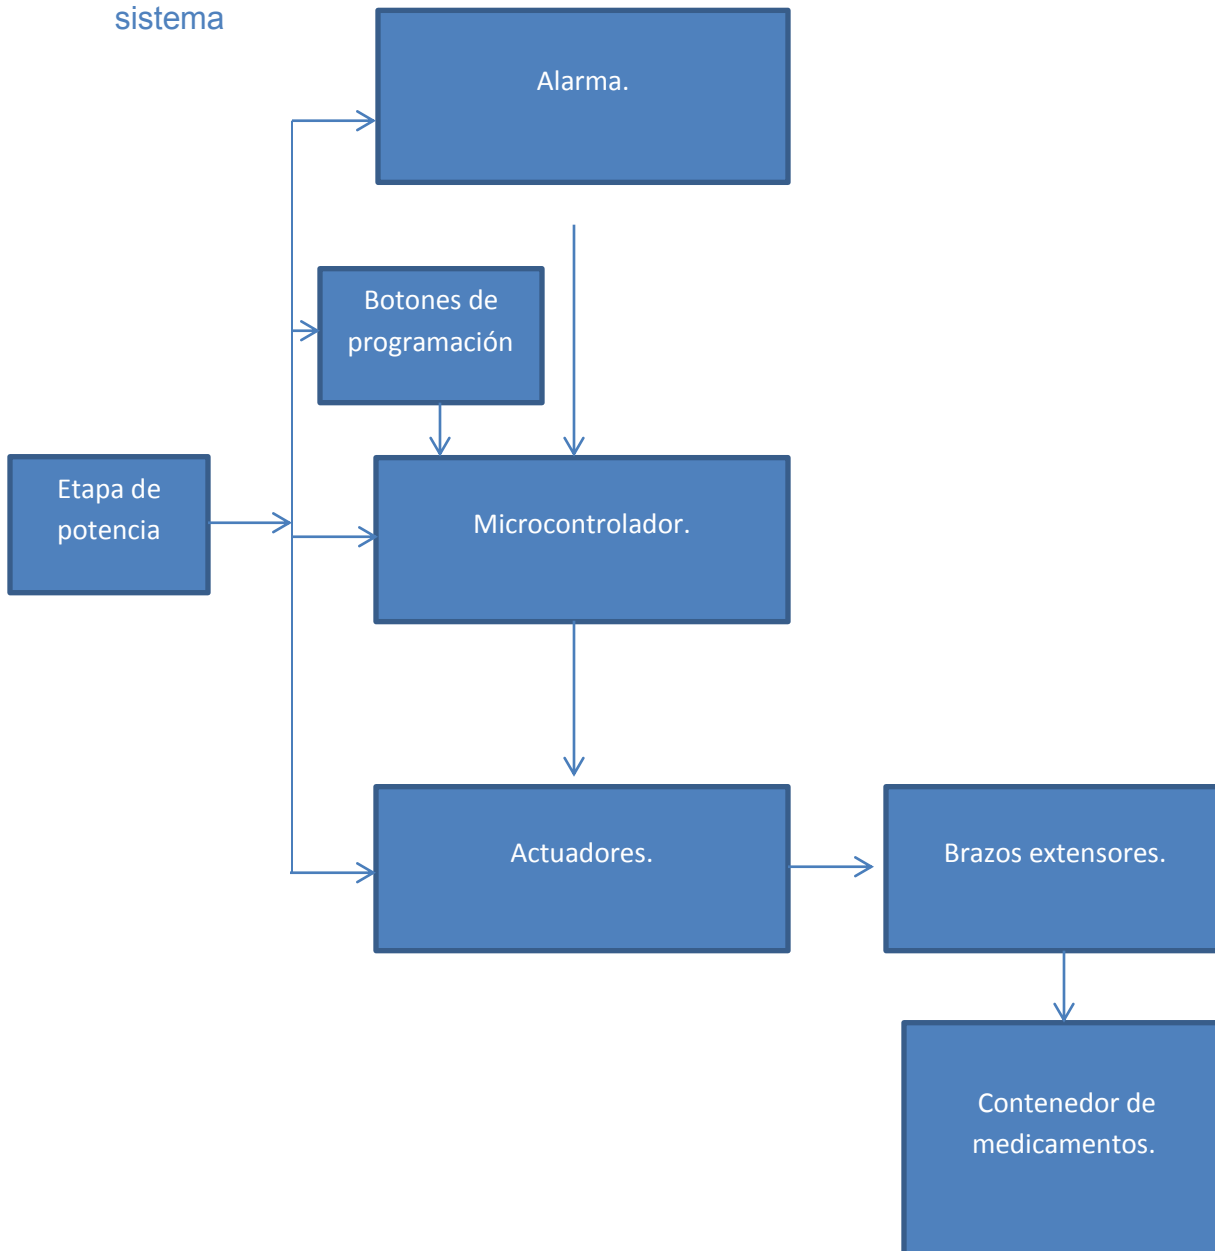 sistema
Alarma.
Botones de
programación
Etapa de
potencia
Microcontrolador.
Actuadores.
Brazos extensores.
Contenedor de
medicamentos.